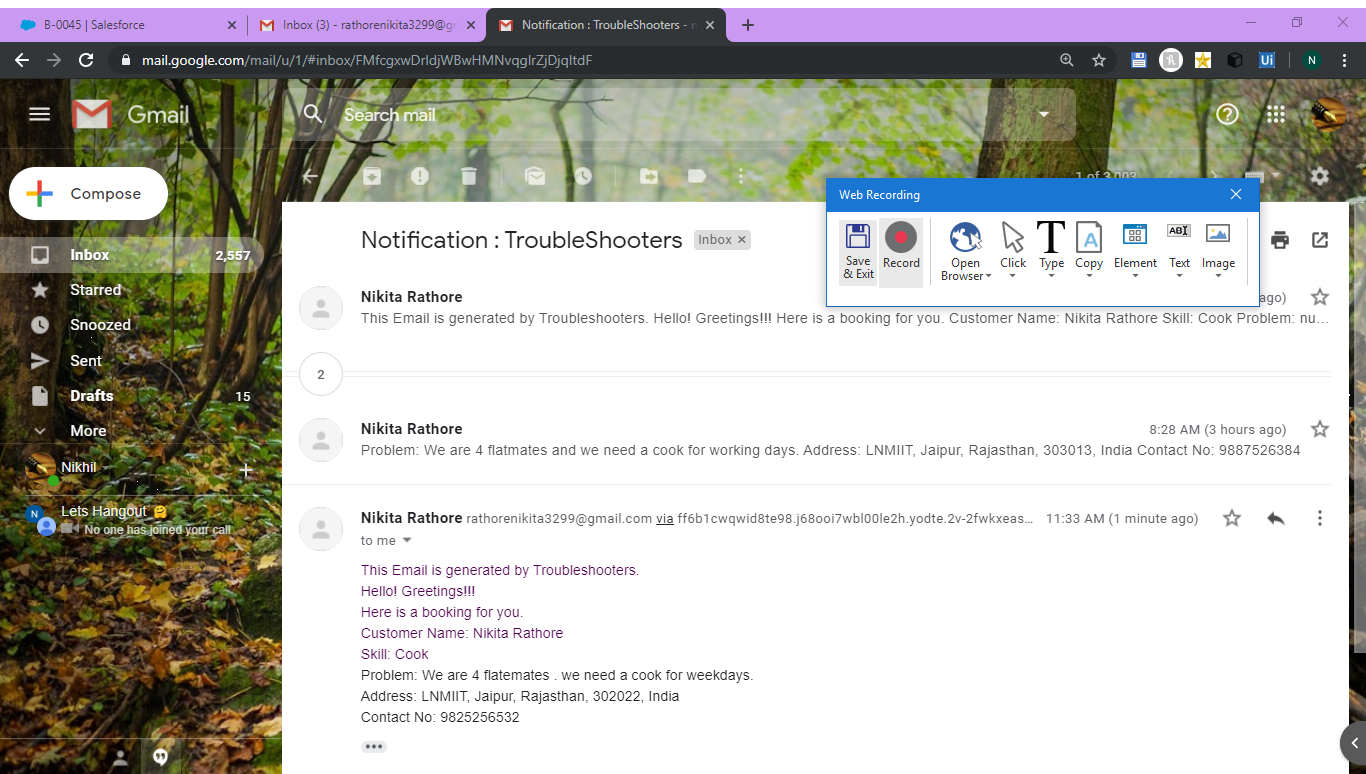 B-0045 | Salesforce
Inbox (3) - rathorenikita3299@gr
Notification : TroubleShooters - n
mail.google.com/mail/u/1/#inbox/FMfcgxwDrldjWBwHMNvqglrZjDjqltdF
Ui
N
Gmail
Search mail
Compose
1 of 3,003
Inbox 2,557
Starred
Snoozed
Sent
Drafts 15
More
Nikhil
N
Lets Hangout 🤗
No one has joined your call
Notification : TroubleShooters Inbox ×
Web Recording
Save & Exit
Record
Open Browser
Click
T
Type
A
Copy
Element
AB
Text
Image
Nikita Rathore ago)
This Email is generated by Troubleshooters. Hello! Greetings!!! Here is a booking for you. Customer Name: Nikita Rathore Skill: Cook Problem: nu...
2
Nikita Rathore 8:28 AM (3 hours ago)
Problem: We are 4 flatmates and we need a cook for working days. Address: LNMIIT, Jaipur, Rajasthan, 303013, India Contact No: 9887526384
Nikita Rathore rathorenikita3299@gmail.com via ff6b1cwqwid8te98.j68ooi7wbl00le2h.yodte.2v-2fwkxeas... 11:33 AM (1 minute ago)
to me
This Email is generated by Troubleshooters.
Hello! Greetings!!!
Here is a booking for you.
Customer Name: Nikita Rathore
Skill: Cook
Problem: We are 4 flatemates . we need a cook for weekdays.
Address: LNMIIT, Jaipur, Rajasthan, 302022, India
Contact No: 9825256532